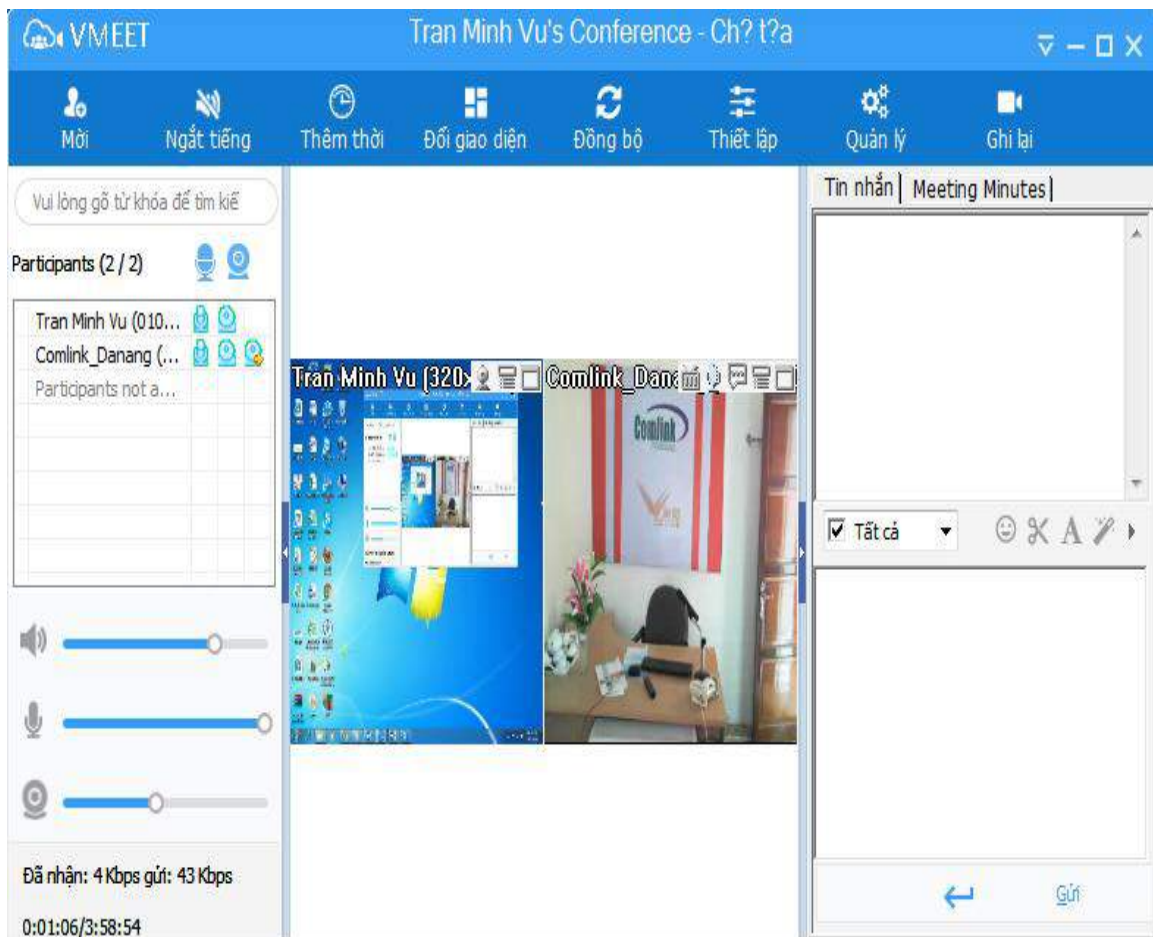 VMEET
Tran Minh Vu's Conference - Ch? t?a
Mời
Ngắt tiếng
Thêm thời
Đổi giao diện
Đồng bộ
Thiết lập
Quản lý
Ghi lại
Vui lòng gõ từ khóa để tìm kiế
Participants (2 / 2)
Tran Minh Vu (010...
Comlink_Danang (...
Participants not a...
Đã nhận: 4 Kbps gửi: 43 Kbps
0:01:06/3:58:54
Tran Minh Vu (320x
Comlink_Dana
Comlink
Tin nhắn
Meeting Minutes
Tất cả
A
Gửi